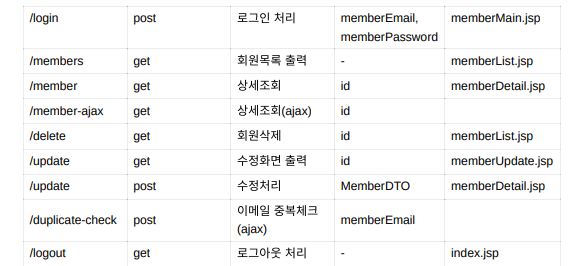 /login post 로그인 처리 memberEmail, memberMain.jsp
memberPassword
/members get 회원목록 출력 - memberList.jsp
/member get 상세조회 id memberDetail.jsp
/member-ajax get 상세조회(ajax) id
/delete get 회원삭제 id memberList.jsp
/update get 수정화면 출력 id memberUpdate.jsp
/update post 수정처리 MemberDTO memberDetail.jsp
/duplicate-check post 이메일 중복체크 memberEmail
(ajax)
/logout get 로그아웃 처리 - index.jsp